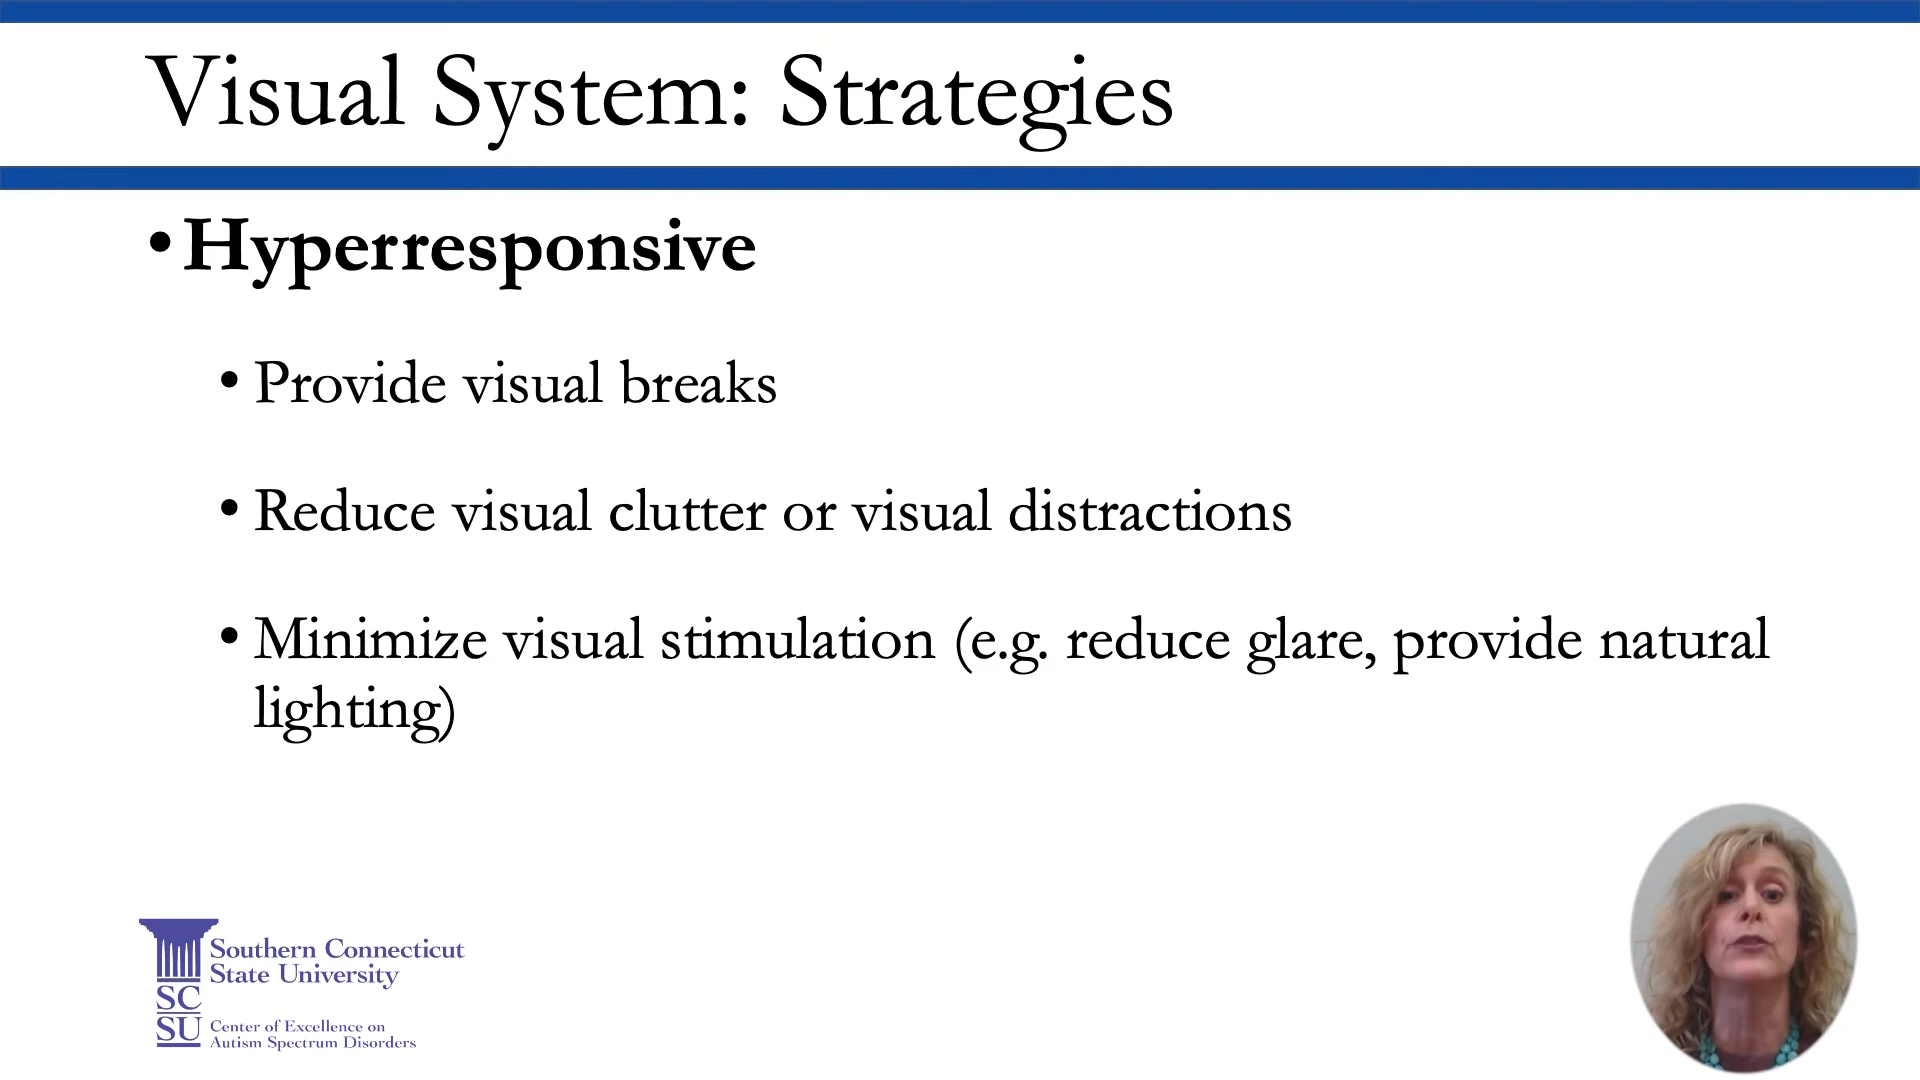 Visual System: Strategies
• Hyperresponsive
• Provide visual breaks
• Reduce visual clutter or visual distractions
• Minimize visual stimulation (e.g. reduce glare, provide natural
lighting)
Southern Connecticut
State University
SC
SU
Center of Excellence on
Autism Spectrum Disorders